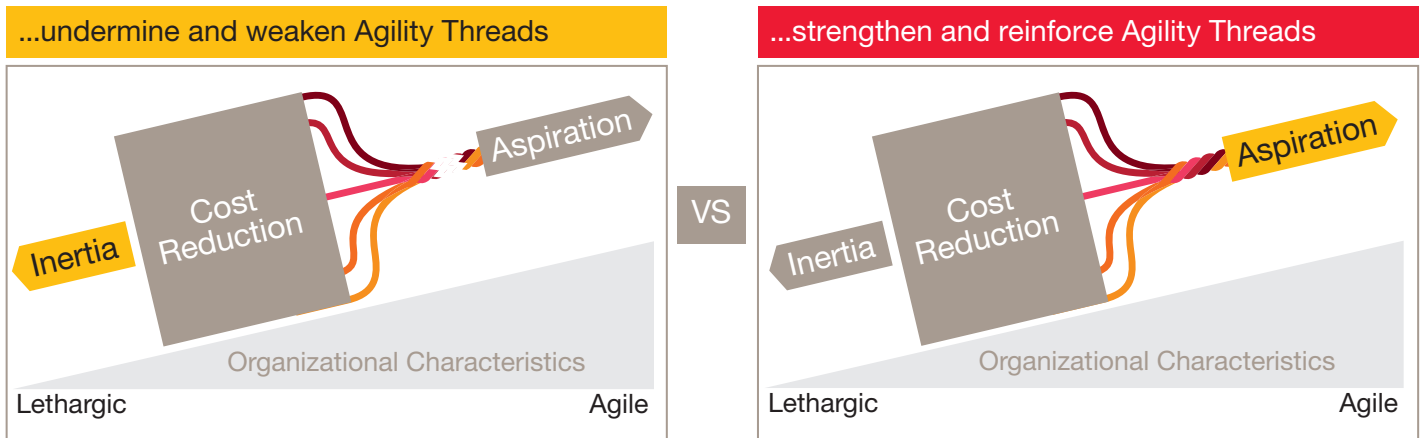 ...undermine and weaken Agility Threads
Aspiration
Cost
Reduction
Inertia
Organizational Characteristics
Lethargic
Agile
VS
...strengthen and reinforce Agility Threads
Aspiration
Cost
Reduction
Inertia
Organizational Characteristics
Lethargic
Agile